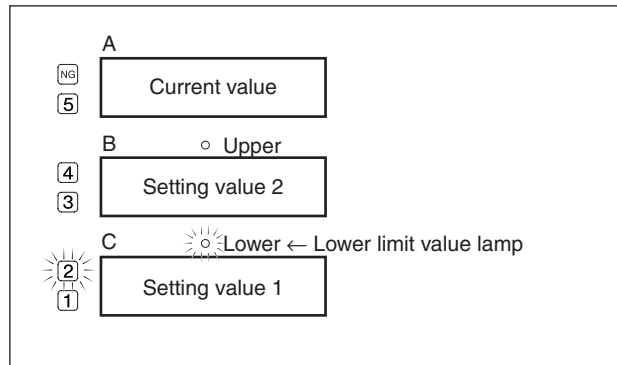 A
NG
Current value
5
B
Upper
4
Setting value 2
3
C
Lower ← Lower limit value lamp
2
Setting value 1
1